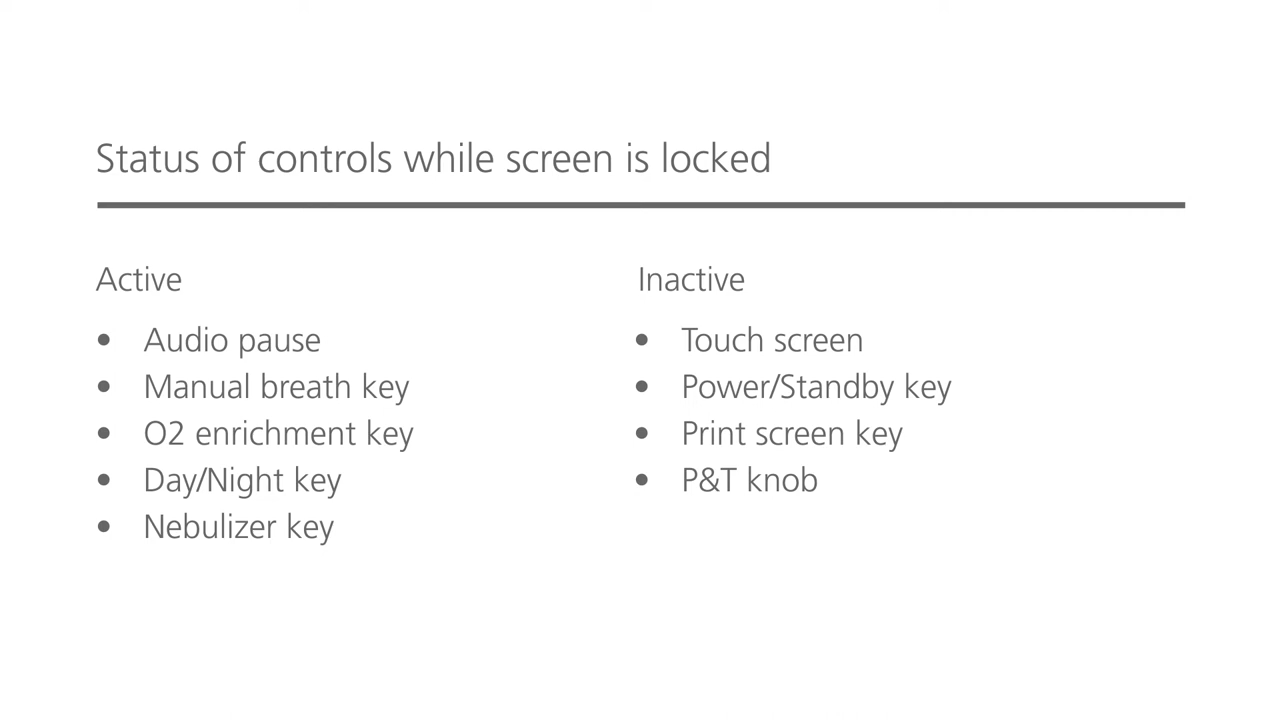 Status of controls while screen is locked
Active
• Audio pause
• Manual breath key
• O2 enrichment key
• Day/Night key
• Nebulizer key
Inactive
• Touch screen
• Power/Standby key
• Print screen key
• P&T knob